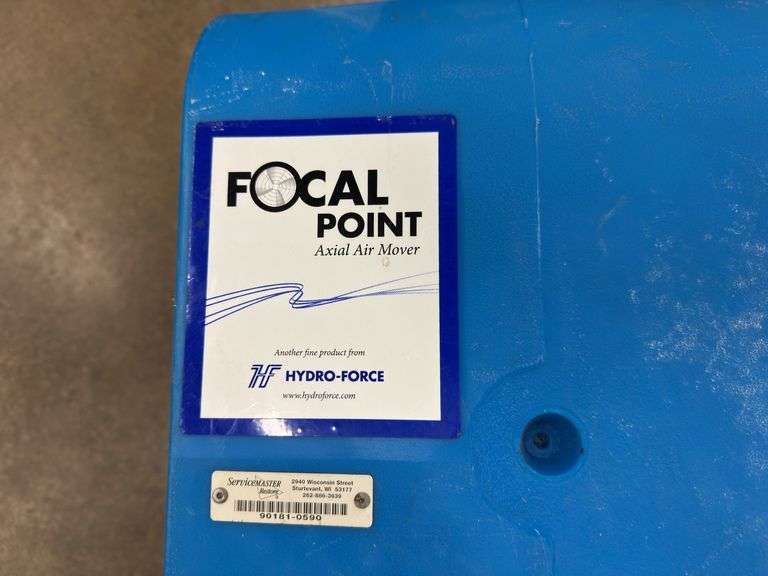 FOCAL
POINT
Axial Air Mover
Another fine product from
HF HYDRO-FORCE
www.hydroforce.com
ServiceMASTER
Restore
2940 Wisconsin Street
Sturtevant, WI 53177
262-886-3639
90181-0590